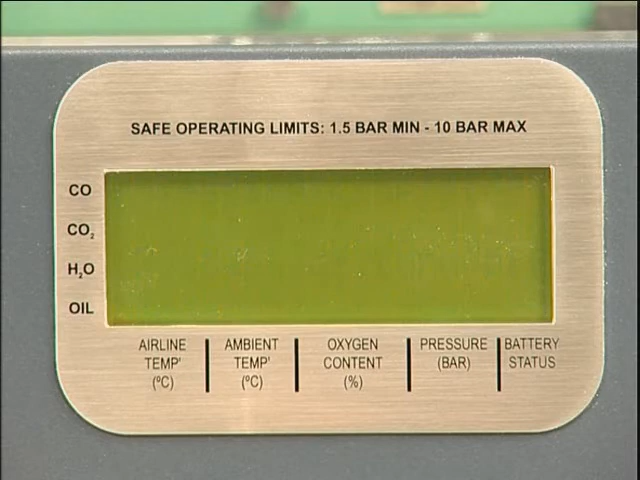 SAFE OPERATING LIMITS: 1.5 BAR MIN - 10 BAR MAX
CO
CO₂
H₂O
OIL
AIRLINE TEMP' (ºC)
AMBIENT TEMP' (ºC)
OXYGEN CONTENT (%)
PRESSURE (BAR)
BATTERY STATUS